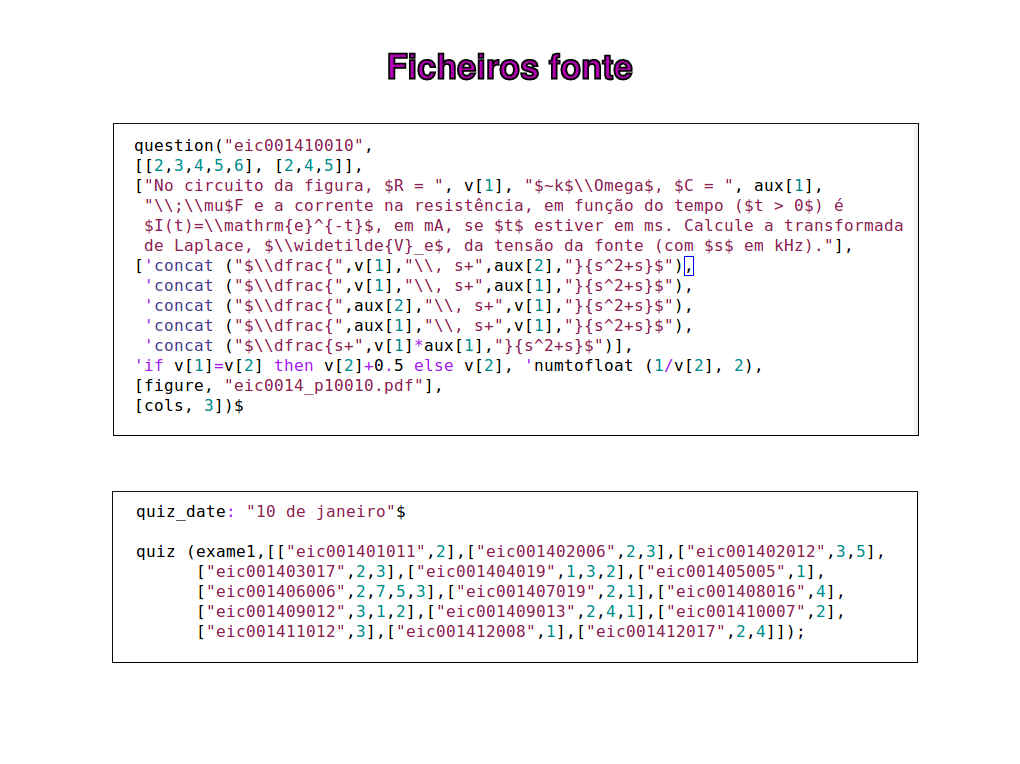 Ficheiros fonte
question("eic001410010",
[[2,3,4,5,6], [2,4,5]],
["No circuito da figura, $R = ", v[1], "$~k$\\Omega$, $C = ", aux[1],
"\\;\\mu$F e a corrente na resistência, em função do tempo ($t > 0$) é
$I(t)=\\mathrm{e}^{-t}$, em mA, se $t$ estiver em ms. Calcule a transformada
de Laplace, $\\widetilde{V}_e$, da tensão da fonte (com $s$ em kHz)."],
['concat ("$\\dfrac{",v[1],"\\, s+",aux[2],"}{s^2+s}$"),
'concat ("$\\dfrac{",v[1],"\\, s+",aux[1],"}{s^2+s}$"),
'concat ("$\\dfrac{",aux[2],"\\, s+",v[1],"}{s^2+s}$"),
'concat ("$\\dfrac{",aux[1],"\\, s+",v[1],"}{s^2+s}$"),
'concat ("$\\dfrac{s+",v[1]*aux[1],"}{s^2+s}$")],
'if v[1]=v[2] then v[2]+0.5 else v[2], 'numtofloat (1/v[2], 2),
[figure, "eic0014_p10010.pdf"],
[cols, 3])$
quiz_date: "10 de janeiro"$
quiz (exame1,[["eic001401011",2],["eic001402006",2,3],["eic001402012",3,5],
["eic001403017",2,3],["eic001404019",1,3,2],["eic001405005",1],
["eic001406006",2,7,5,3],["eic001407019",2,1],["eic001408016",4],
["eic001409012",3,1,2],["eic001409013",2,4,1],["eic001410007",2],
["eic001411012",3],["eic001412008",1],["eic001412017",2,4]]);